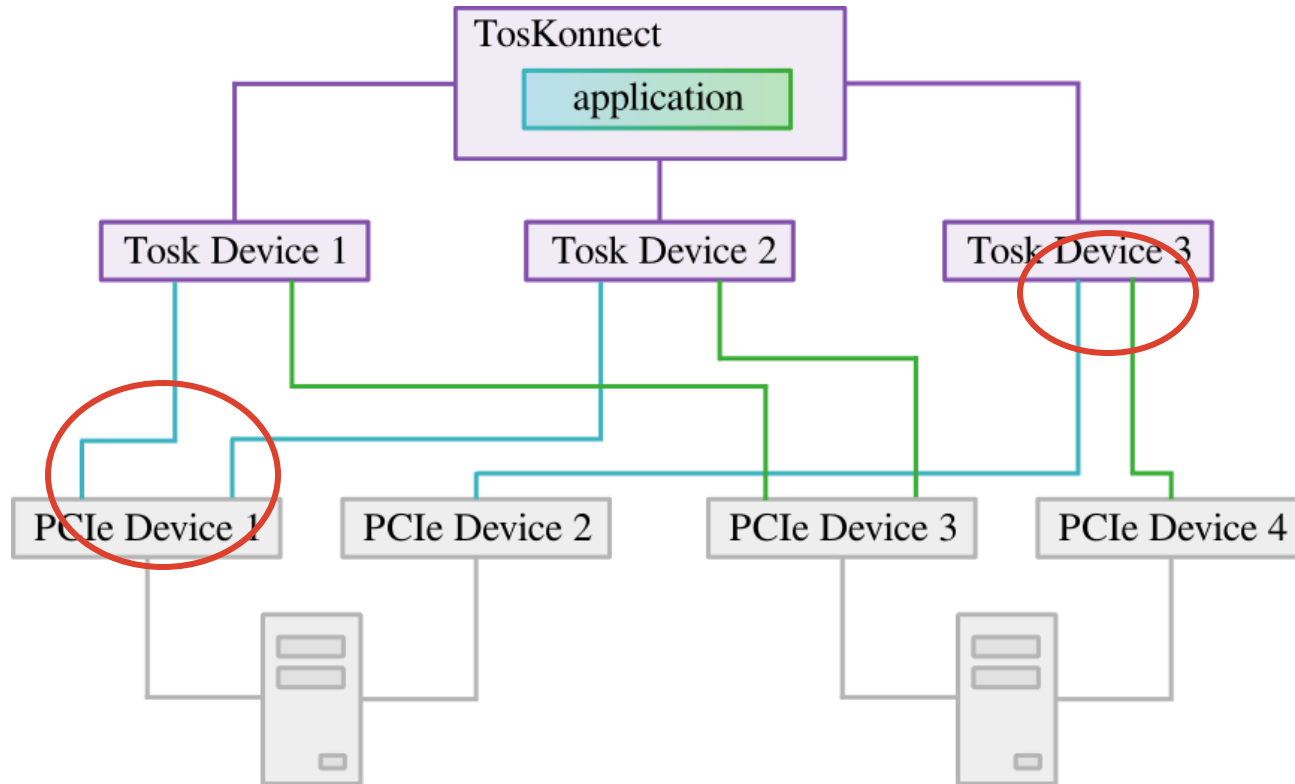 TosKonnect
application
Tosk Device 1
Tosk Device 2
Tosk Device 3
PCIe Device 1
PCIe Device 2
PCIe Device 3
PCIe Device 4